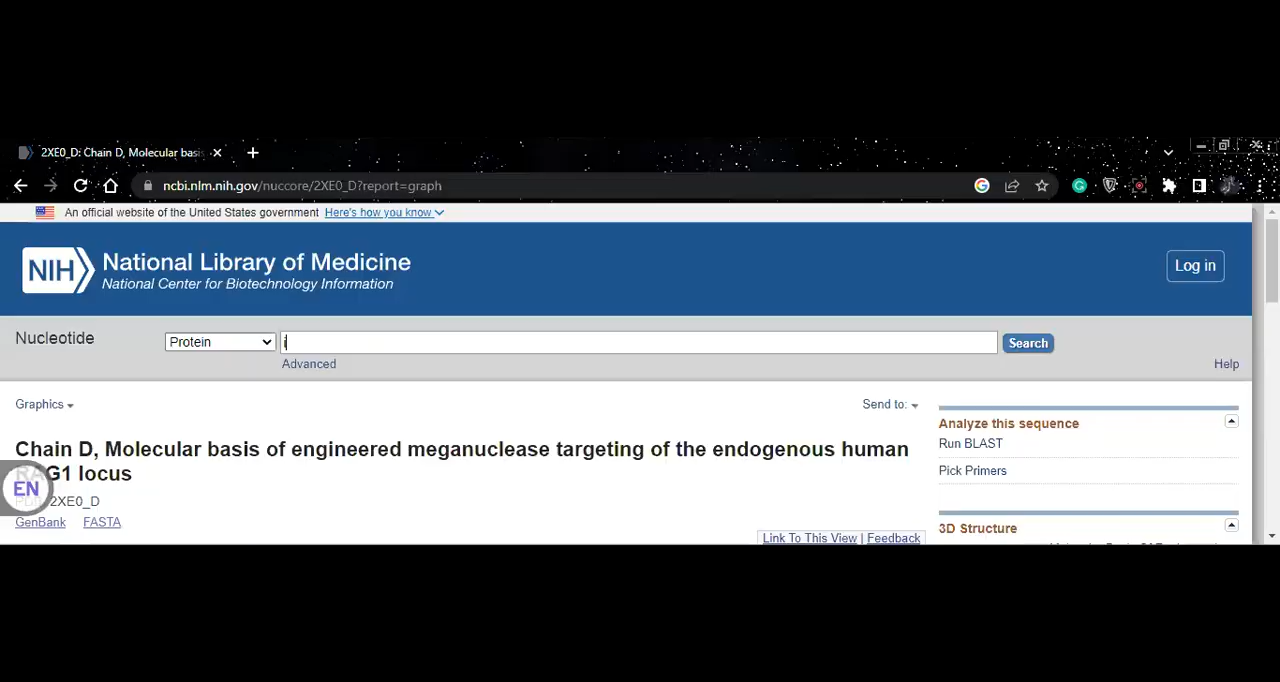 2XE0_D: Chain D, Molecular basis
ncbi.nlm.nih.gov/nuccore/2XE0_D?report=graph
An official website of the United States government Here's how you know
NIH National Library of Medicine
National Center for Biotechnology Information
Log in
Nucleotide
Protein
i
Search
Advanced
Help
Graphics
Send to:
Chain D, Molecular basis of engineered meganuclease targeting of the endogenous human
RAG1 locus
EN
2XE0_D
GenBank FASTA
Link To This View | Feedback
Analyze this sequence
Run BLAST
Pick Primers
3D Structure